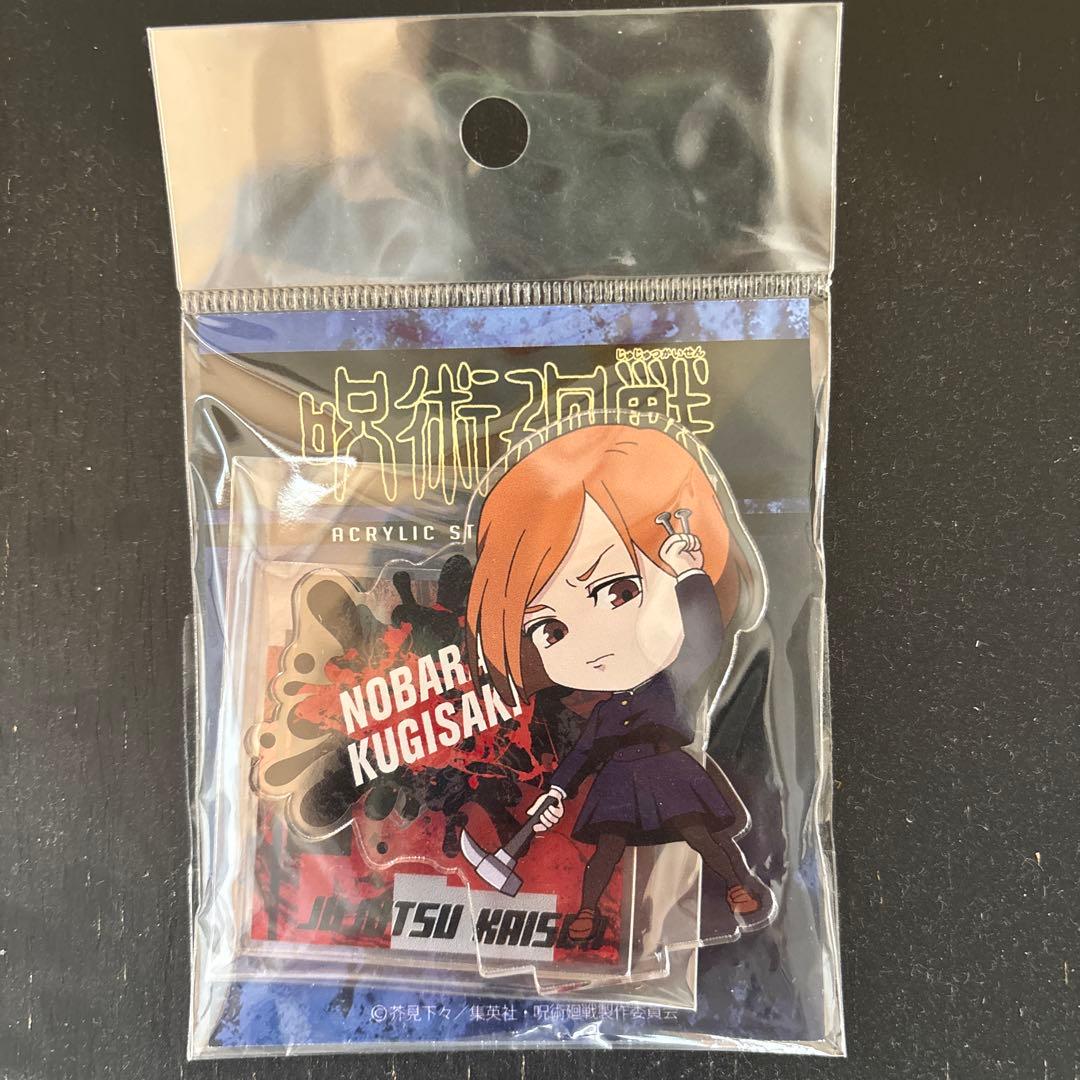 じゅじゅつかいせん
呪術廻戦
ACRYLIC ST
NOBARA
KUGISAKI
JUJUTSU KAISEN
©芥見下々／集英社・呪術廻戦製作委員会